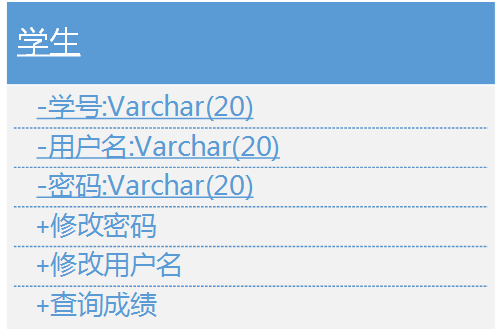 学生
-学号:Varchar(20)
-用户名:Varchar(20)
-密码:Varchar(20)
+修改密码
+修改用户名
+查询成绩